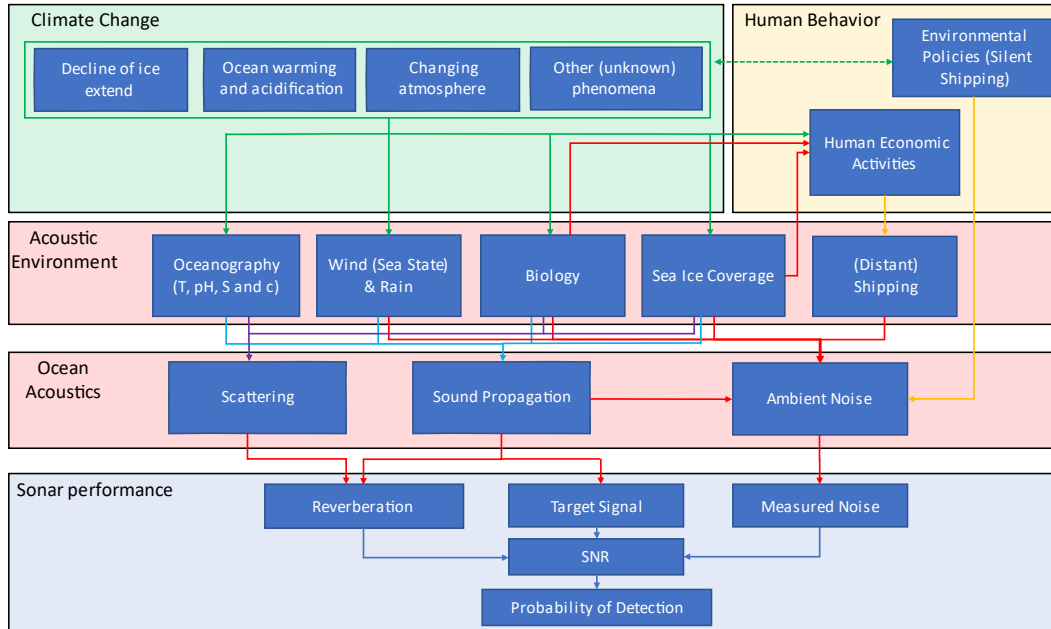 Climate Change
Human Behavior
Decline of ice
extend
Ocean warming
and acidification
Changing
atmosphere
Other (unknown)
phenomena
Environmental
Policies (Silent
Shipping)
Human Economic
Activities
Acoustic
Environment
Oceanography
(T, pH, S and c)
Wind (Sea State)
& Rain
Biology
Sea Ice Coverage
(Distant)
Shipping
Ocean
Acoustics
Scattering
Sound Propagation
Ambient Noise
Sonar performance
Reverberation
Target Signal
Measured Noise
SNR
Probability of Detection